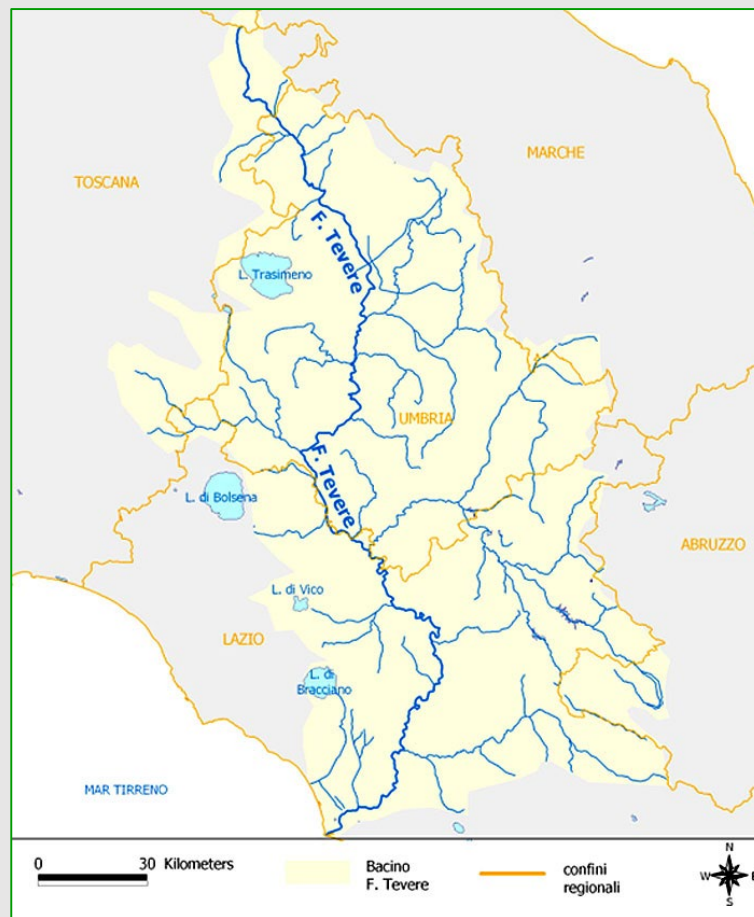 MARCHE
TOSCANA
F. Tevere
L. Trasimeno
UMBRIA
F. Tevere
L. di Bolsena
ABRUZZO
L. di Vico
LAZIO
L. di
Bracciano
MAR TIRRENO
0 30 Kilometers
Bacino
F. Tevere
confini
regionali
N
W E
S